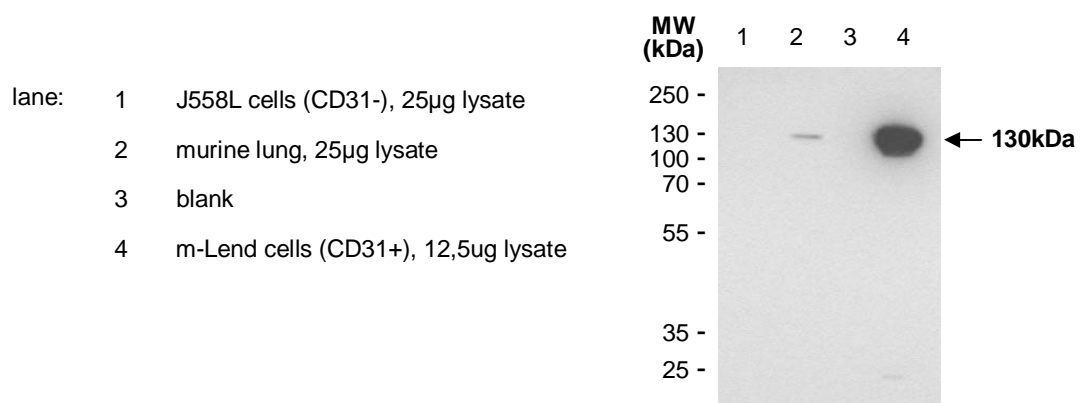 lane:
1 J558L cells (CD31-), 25µg lysate
2 murine lung, 25µg lysate
3 blank
4 m-Lend cells (CD31+), 12,5ug lysate
MW
(kDa)
1 2 3 4
250 -
130 -
130kDa
100 -
70 -
55 -
35 -
25 -